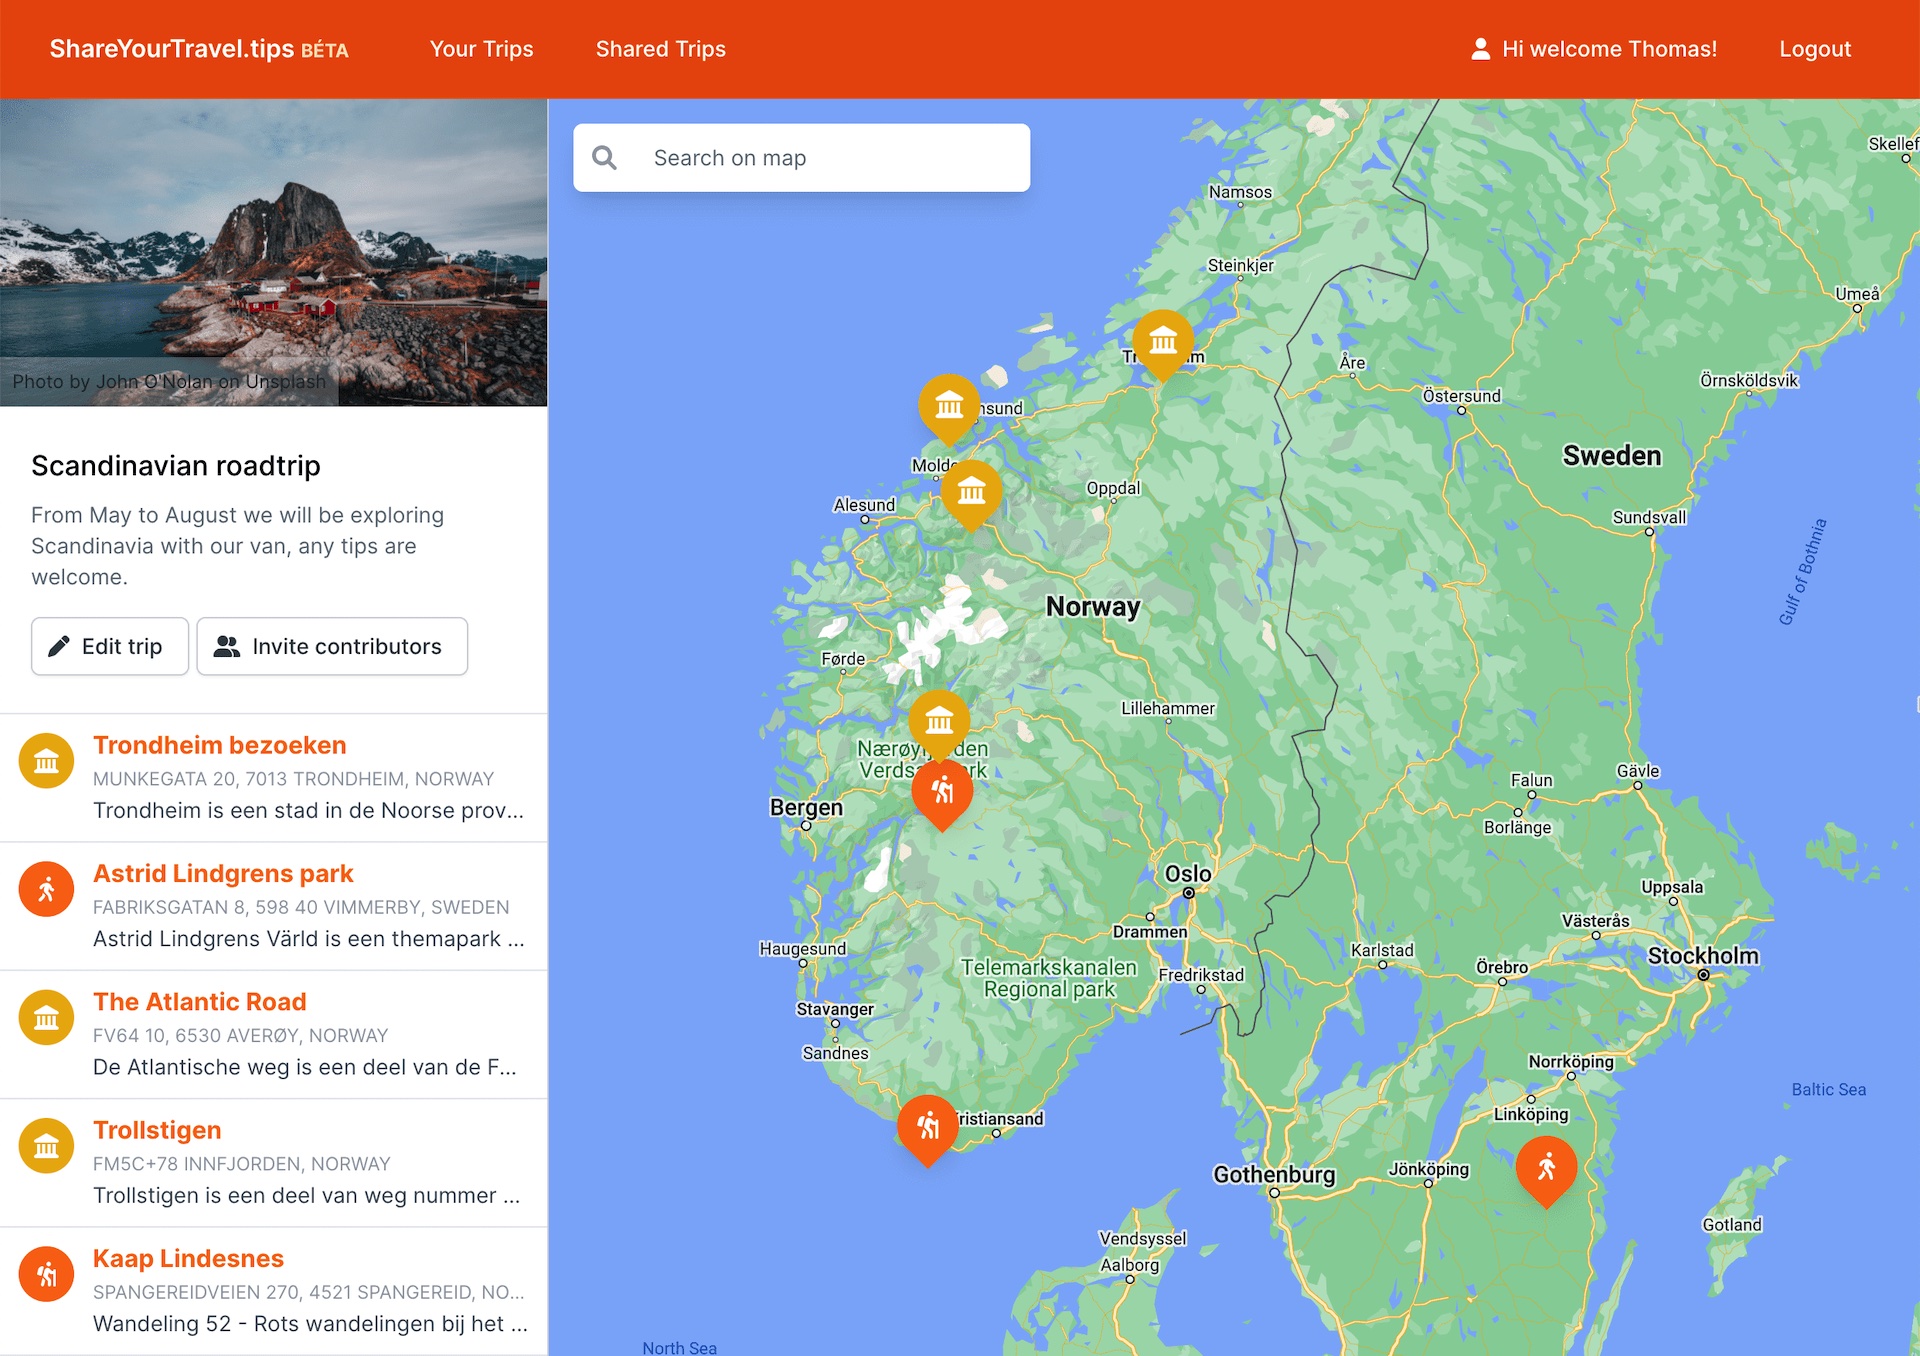 ShareYourTravel.tips BÉTA
Your Trips
Shared Trips
Hi welcome Thomas!
Logout
Photo by John O'Nolan on Unsplash
Scandinavian roadtrip
From May to August we will be exploring
Scandinavia with our van, any tips are
welcome.
Edit trip
Invite contributors
Trondheim bezoeken
MUNKEGATA 20, 7013 TRONDHEIM, NORWAY
Trondheim is een stad in de Noorse prov...
Astrid Lindgrens park
FABRIKSGATAN 8, 598 40 VIMMERBY, SWEDEN
Astrid Lindgrens Värld is een themapark ...
The Atlantic Road
FV64 10, 6530 AVERØY, NORWAY
De Atlantische weg is een deel van de F...
Trollstigen
FM5C+78 INNFJORDEN, NORWAY
Trollstigen is een deel van weg nummer ...
Kaap Lindesnes
SPANGEREIDVEIEN 270, 4521 SPANGEREID, NO...
Wandeling 52 - Rots wandelingen bij het ...
Search on map
Skellef
Namsos
Steinkjer
Umeå
Åre
Örnsköldsvik
Östersund
nsund
Sweden
Molde
Oppdal
Alesund
Sundsvall
Gulf of Bothnia
Norway
Førde
Lillehammer
Bergen
Falun
Gävle
Borlänge
Oslo
Uppsala
Drammen
Västerås
Haugesund
Karlstad
Stockholm
Telemarkskanalen
Regional park
Fredrikstad
Örebro
Stavanger
Sandnes
Norrköping
Baltic Sea
Linköping
ristiansand
Gothenburg
Jönköping
Vendsyssel
Gotland
Aalborg
North Sea